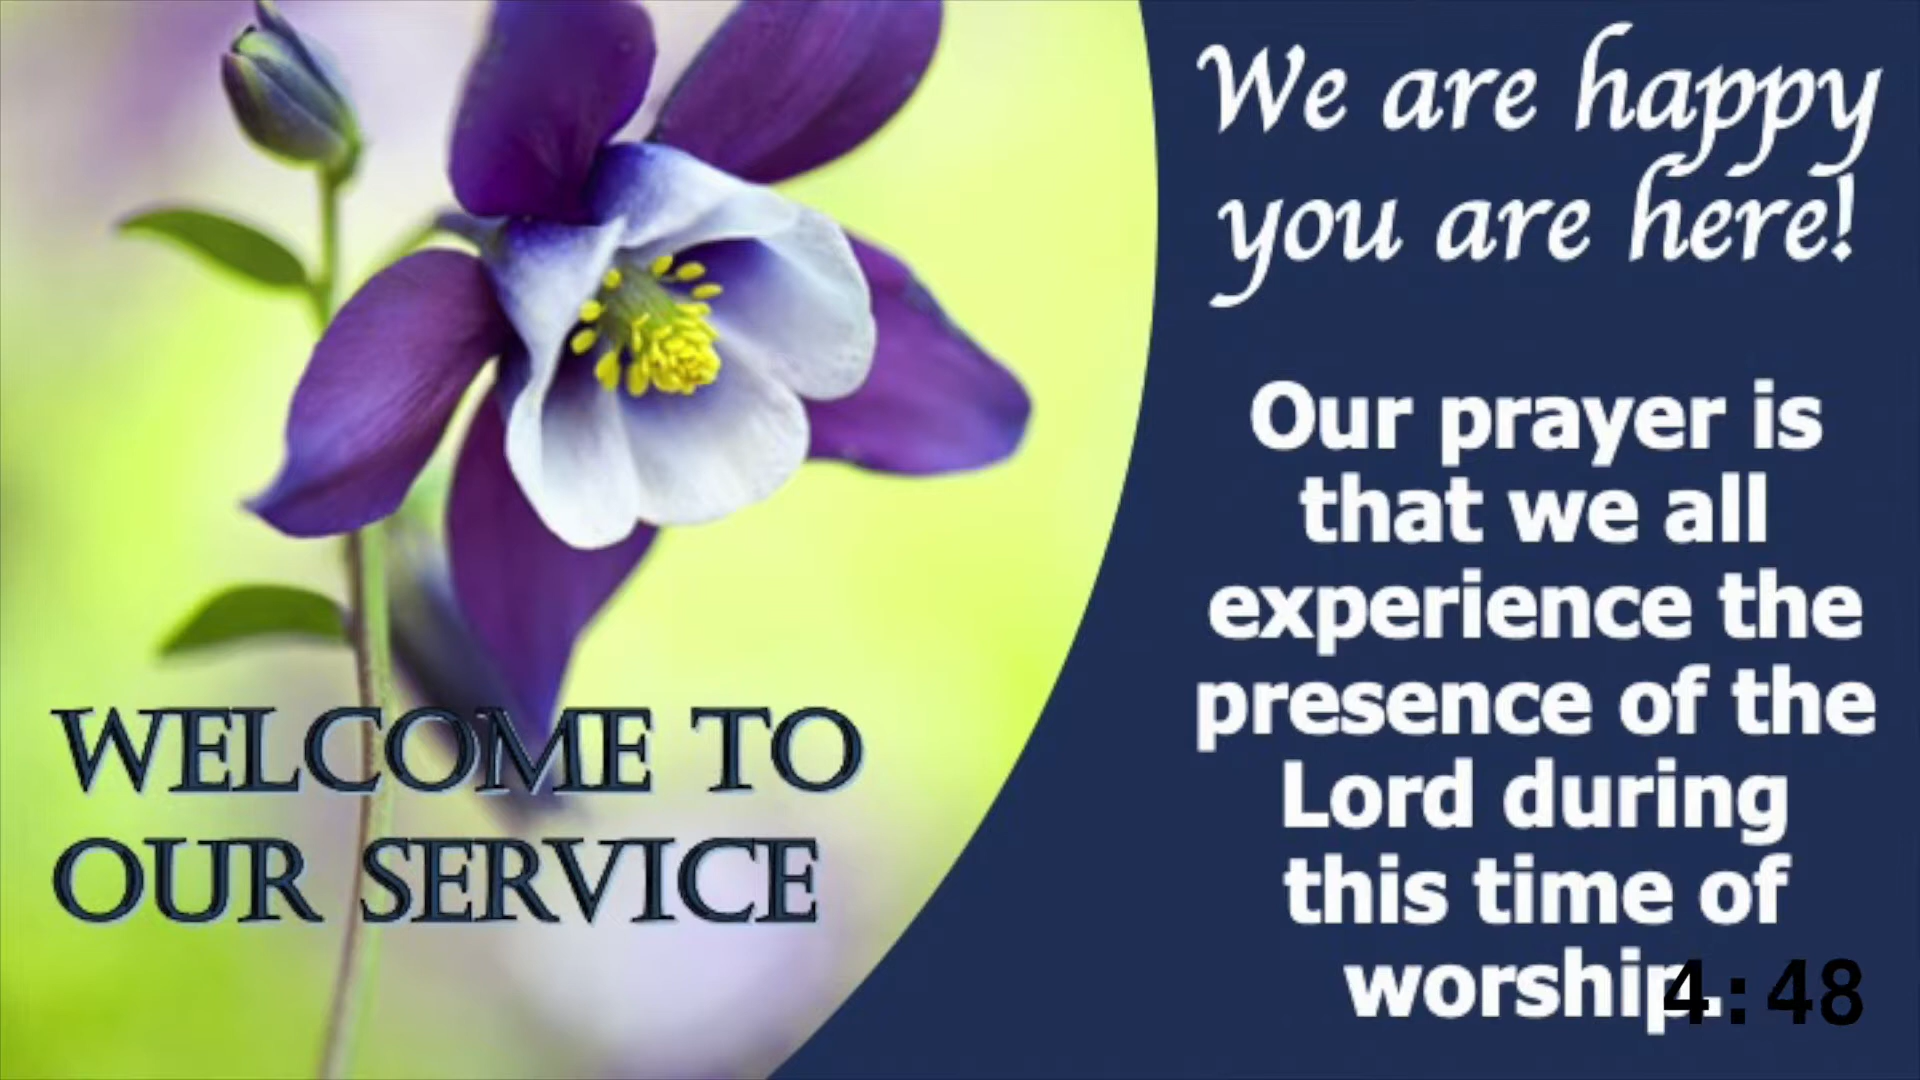 We are happy
you are here!
Our prayer is
that we all
experience the
presence of the
Lord during
this time of
worship.
4:48
WELCOME TO
OUR SERVICE